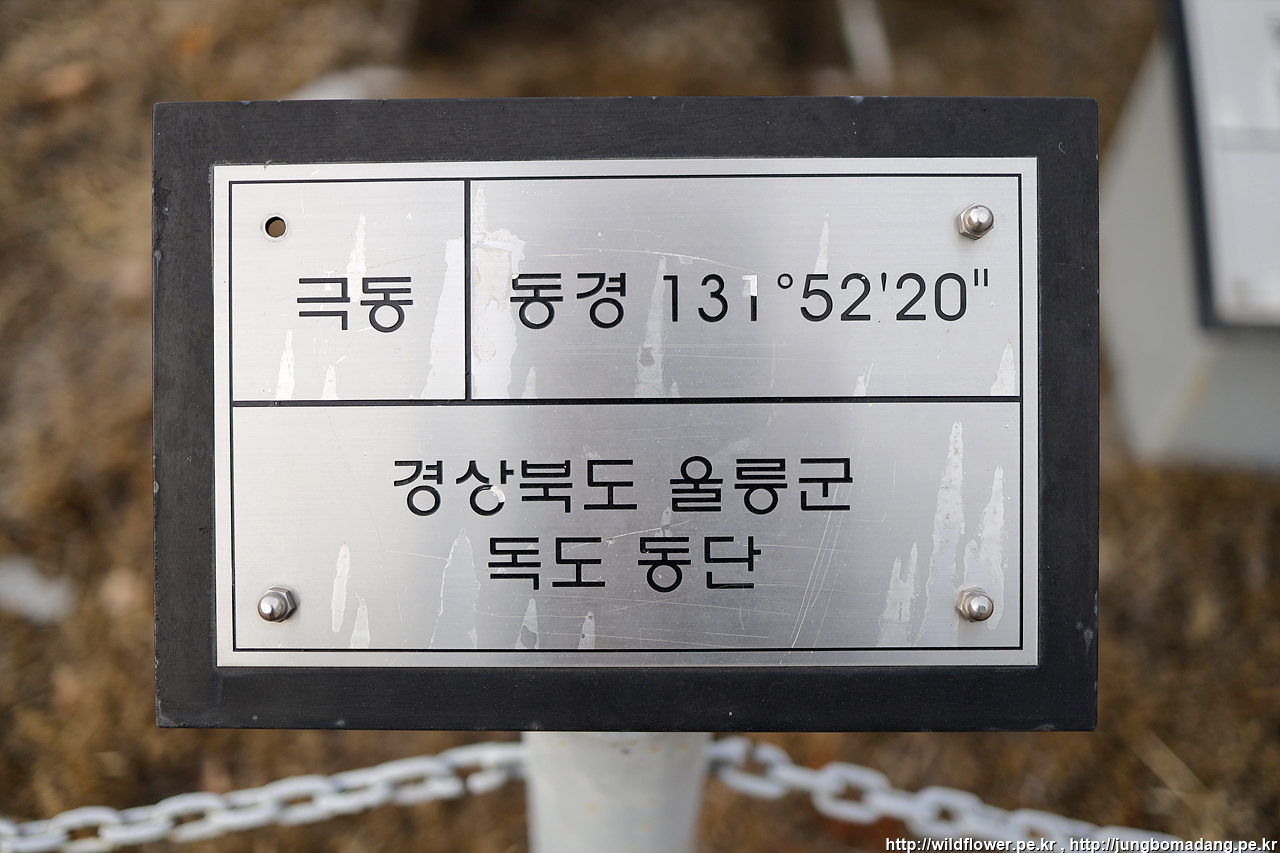 극동
동경 131°52'20"
경상북도 울릉군
독도 동단
http://wildflower.pe.kr , http://jungbomadang.pe.kr